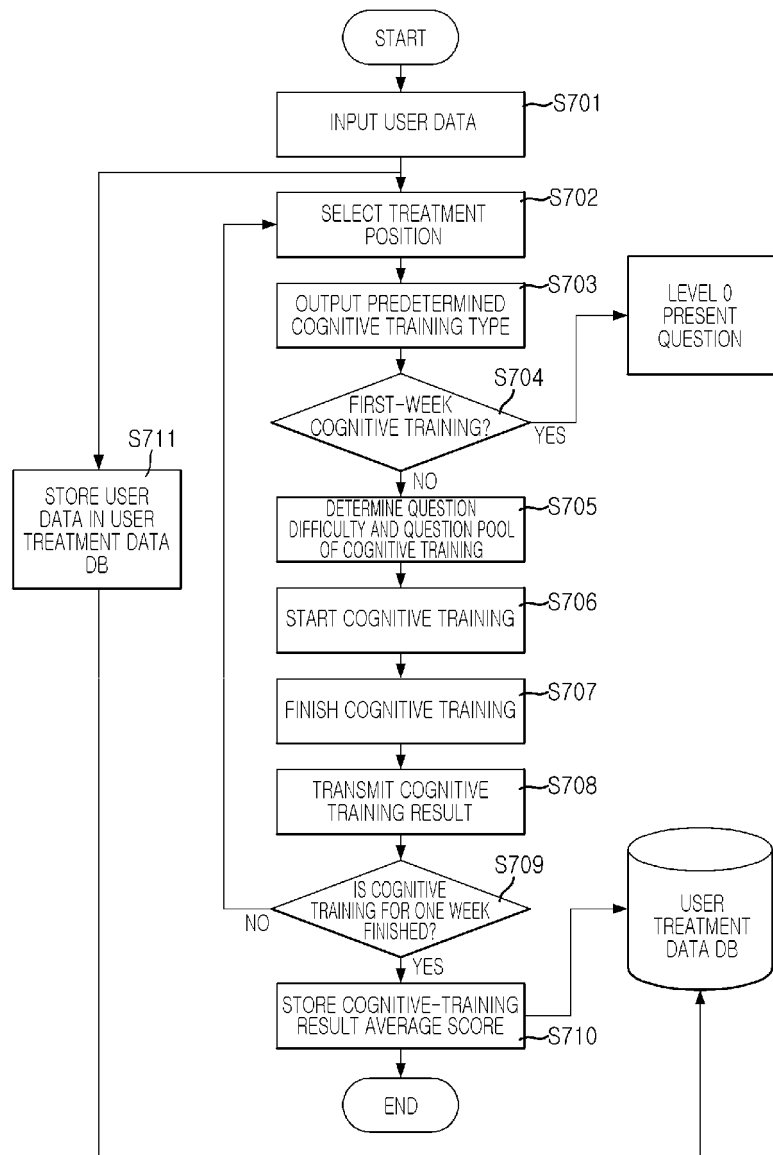 START
S701
INPUT USER DATA
S702
SELECT TREATMENT
POSITION
S703
OUTPUT PREDETERMINED
COGNITIVE TRAINING TYPE
LEVEL 0
PRESENT
QUESTION
S704
FIRST-WEEK
COGNITIVE TRAINING?
YES
NO
S711
STORE USER
DATA IN USER
TREATMENT DATA
DB
S705
DETERMINE QUESTION
DIFFICULTY AND QUESTION POOL
OF COGNITIVE TRAINING
S706
START COGNITIVE TRAINING
S707
FINISH COGNITIVE TRAINING
S708
TRANSMIT COGNITIVE
TRAINING RESULT
S709
IS COGNITIVE
TRAINING FOR ONE WEEK
FINISHED?
NO
YES
USER
TREATMENT
DATA DB
STORE COGNITIVE-TRAINING
RESULT AVERAGE SCORE
S710
END